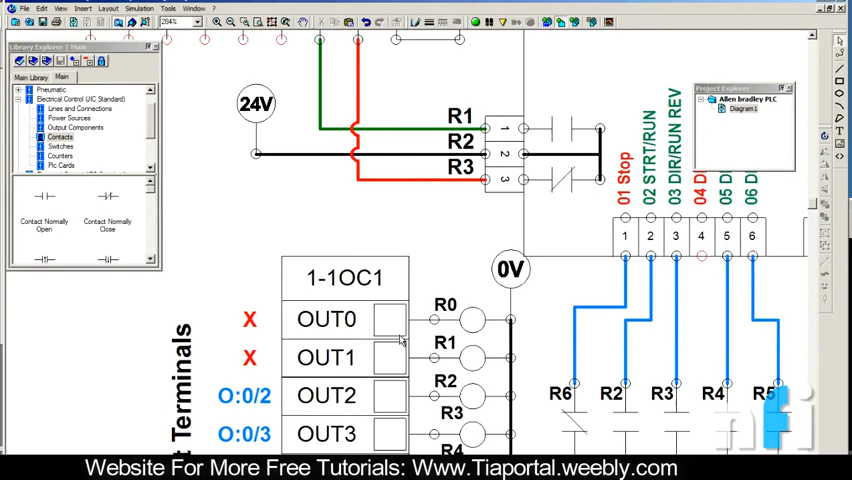 File Edit View Insert Layout Simulation Tools Window ?
284%
Library Explorer
Main Library Main
Pneumatic
Electrical Control (JIC Standard)
Lines and Connections
Power Sources
Output Components
Contacts
Switches
Counters
Plc Cards
Contact Normally Open
Contact Normally Close
Project Explorer
Allen bradley PLC
Diagram1
24V
R1
R2
R3
1
2
3
01 Stop
02 STRT/RUN
03 DIR/RUN REV
04 D
05 D
06 D
1 2 3 4 5 6
1-1OC1
0V
X OUT0 R0
X OUT1 R1
O:0/2 OUT2 R2
O:0/3 OUT3 R3
R4
t Terminals
R6 R2 R3 R4 R5
nfi
Website For More Free Tutorials: Www.Tiaportal.weebly.com